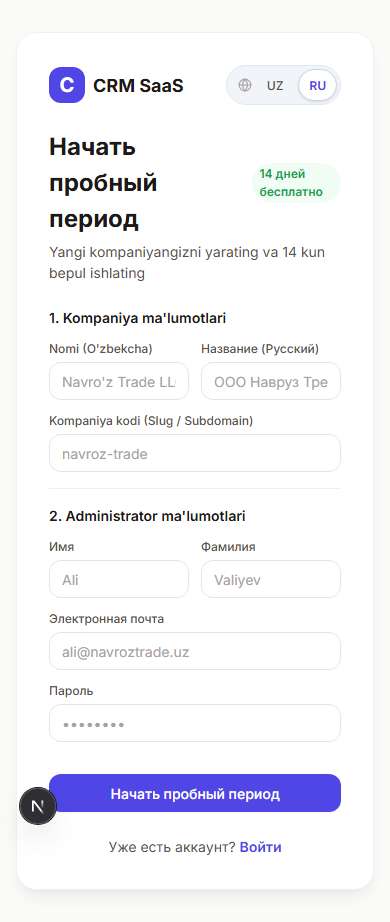 C CRM SaaS
UZ RU
Начать
пробный
период
14 дней
бесплатно
Yangi kompaniyangizni yarating va 14 kun
bepul ishlating
1. Kompaniya ma'lumotlari
Nomi (O'zbekcha) Название (Русский)
Navro'z Trade LL ООО Навруз Тре
Kompaniya kodi (Slug / Subdomain)
navroz-trade
2. Administrator ma'lumotlari
Имя Фамилия
Ali Valiyev
Электронная почта
ali@navroztrade.uz
Пароль
••••••••
Начать пробный период
N
Уже есть аккаунт? Войти